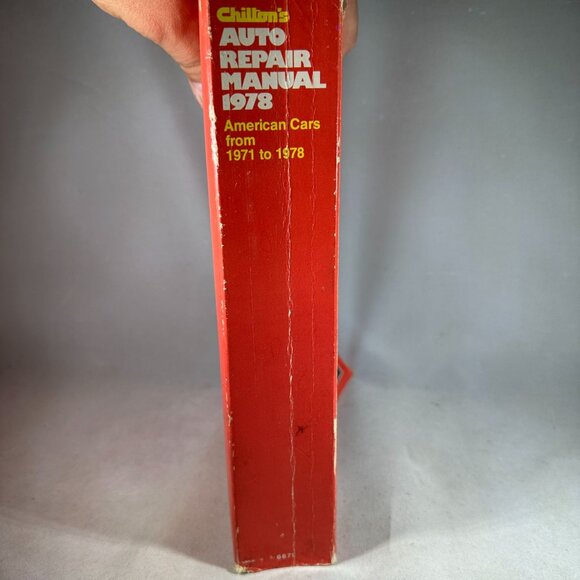 Chilton's
AUTO
REPAIR
MANUAL
1978
American Cars
from
1971 to 1978